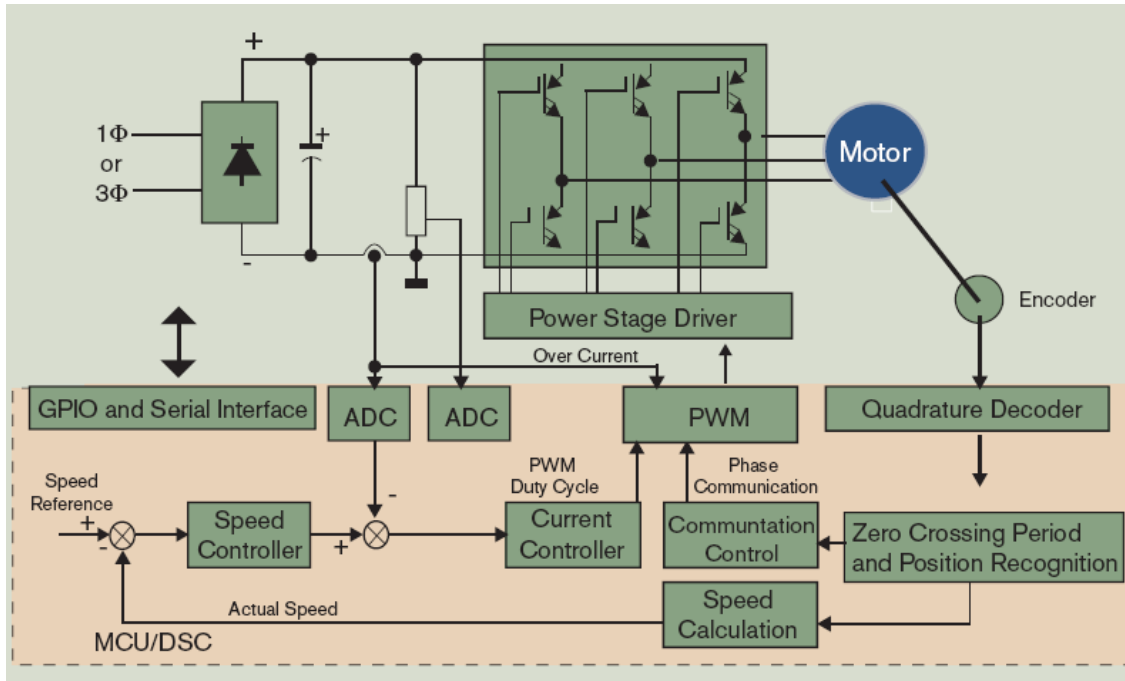 +
+
1Φ
or
3Φ
-
Motor
Encoder
Power Stage Driver
Over Current
GPIO and Serial Interface
ADC
ADC
PWM
Quadrature Decoder
Speed
Reference
+
-
Speed
Controller
+
-
PWM
Duty Cycle
Current
Controller
Phase
Communication
Communtation
Control
Zero Crossing Period
and Position Recognition
Actual Speed
Speed
Calculation
MCU/DSC